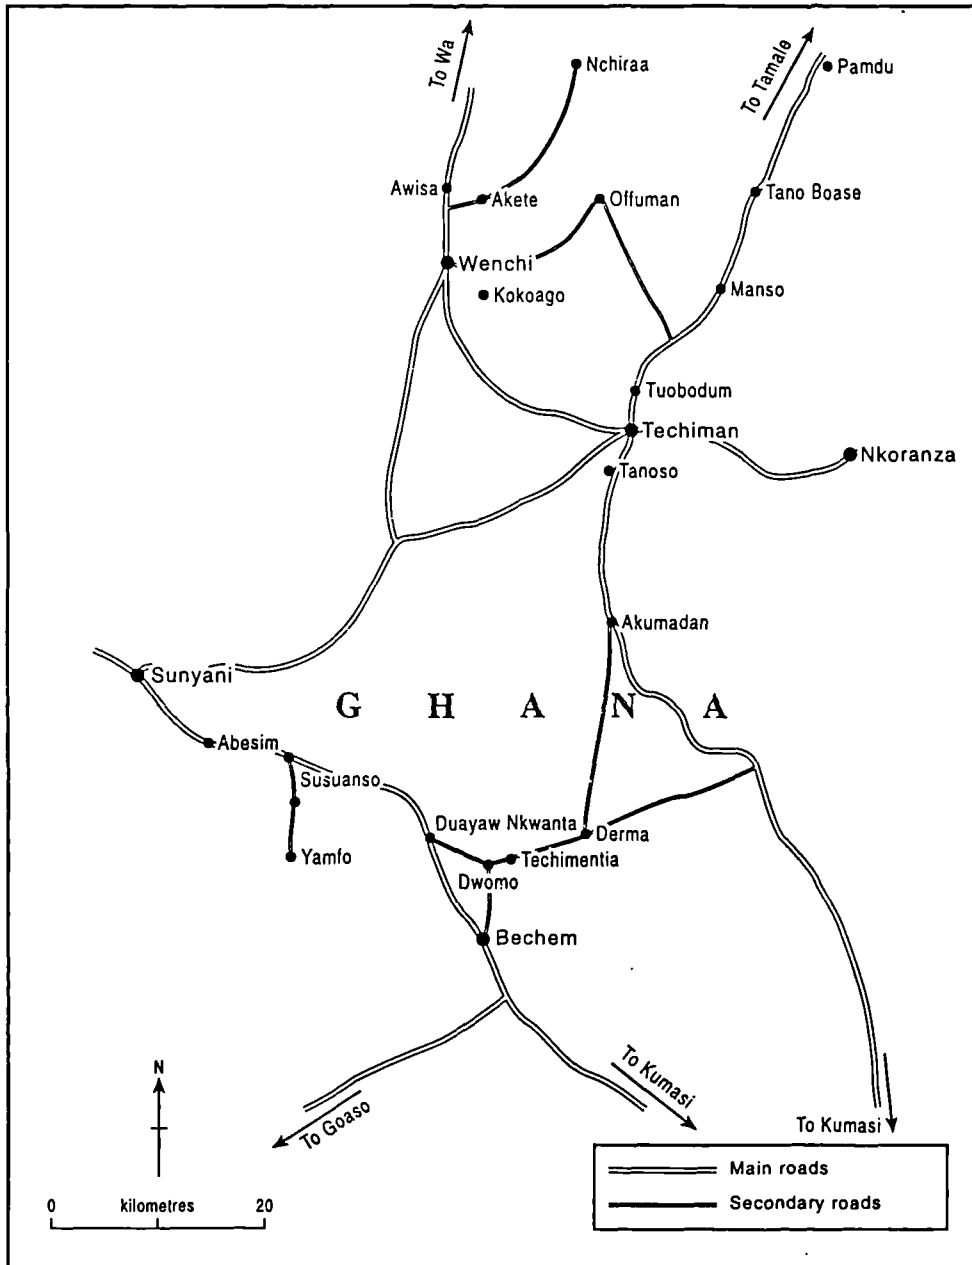 To Wa
Nchiraa
To Tamale
Pamdu
Awisa
Akete
Offuman
Tano Boase
Wenchi
Kokoago
Manso
Tuobodum
Techiman
Nkoranza
Tanoso
Akumadan
Sunyani
G H A N A
Abesim
Susuanso
Duayaw Nkwanta
Derma
Yamfo
Techimentia
Dwomo
Bechem
N
To Kumasi
To Goaso
To Kumasi
Main roads
0 kilometres 20
Secondary roads